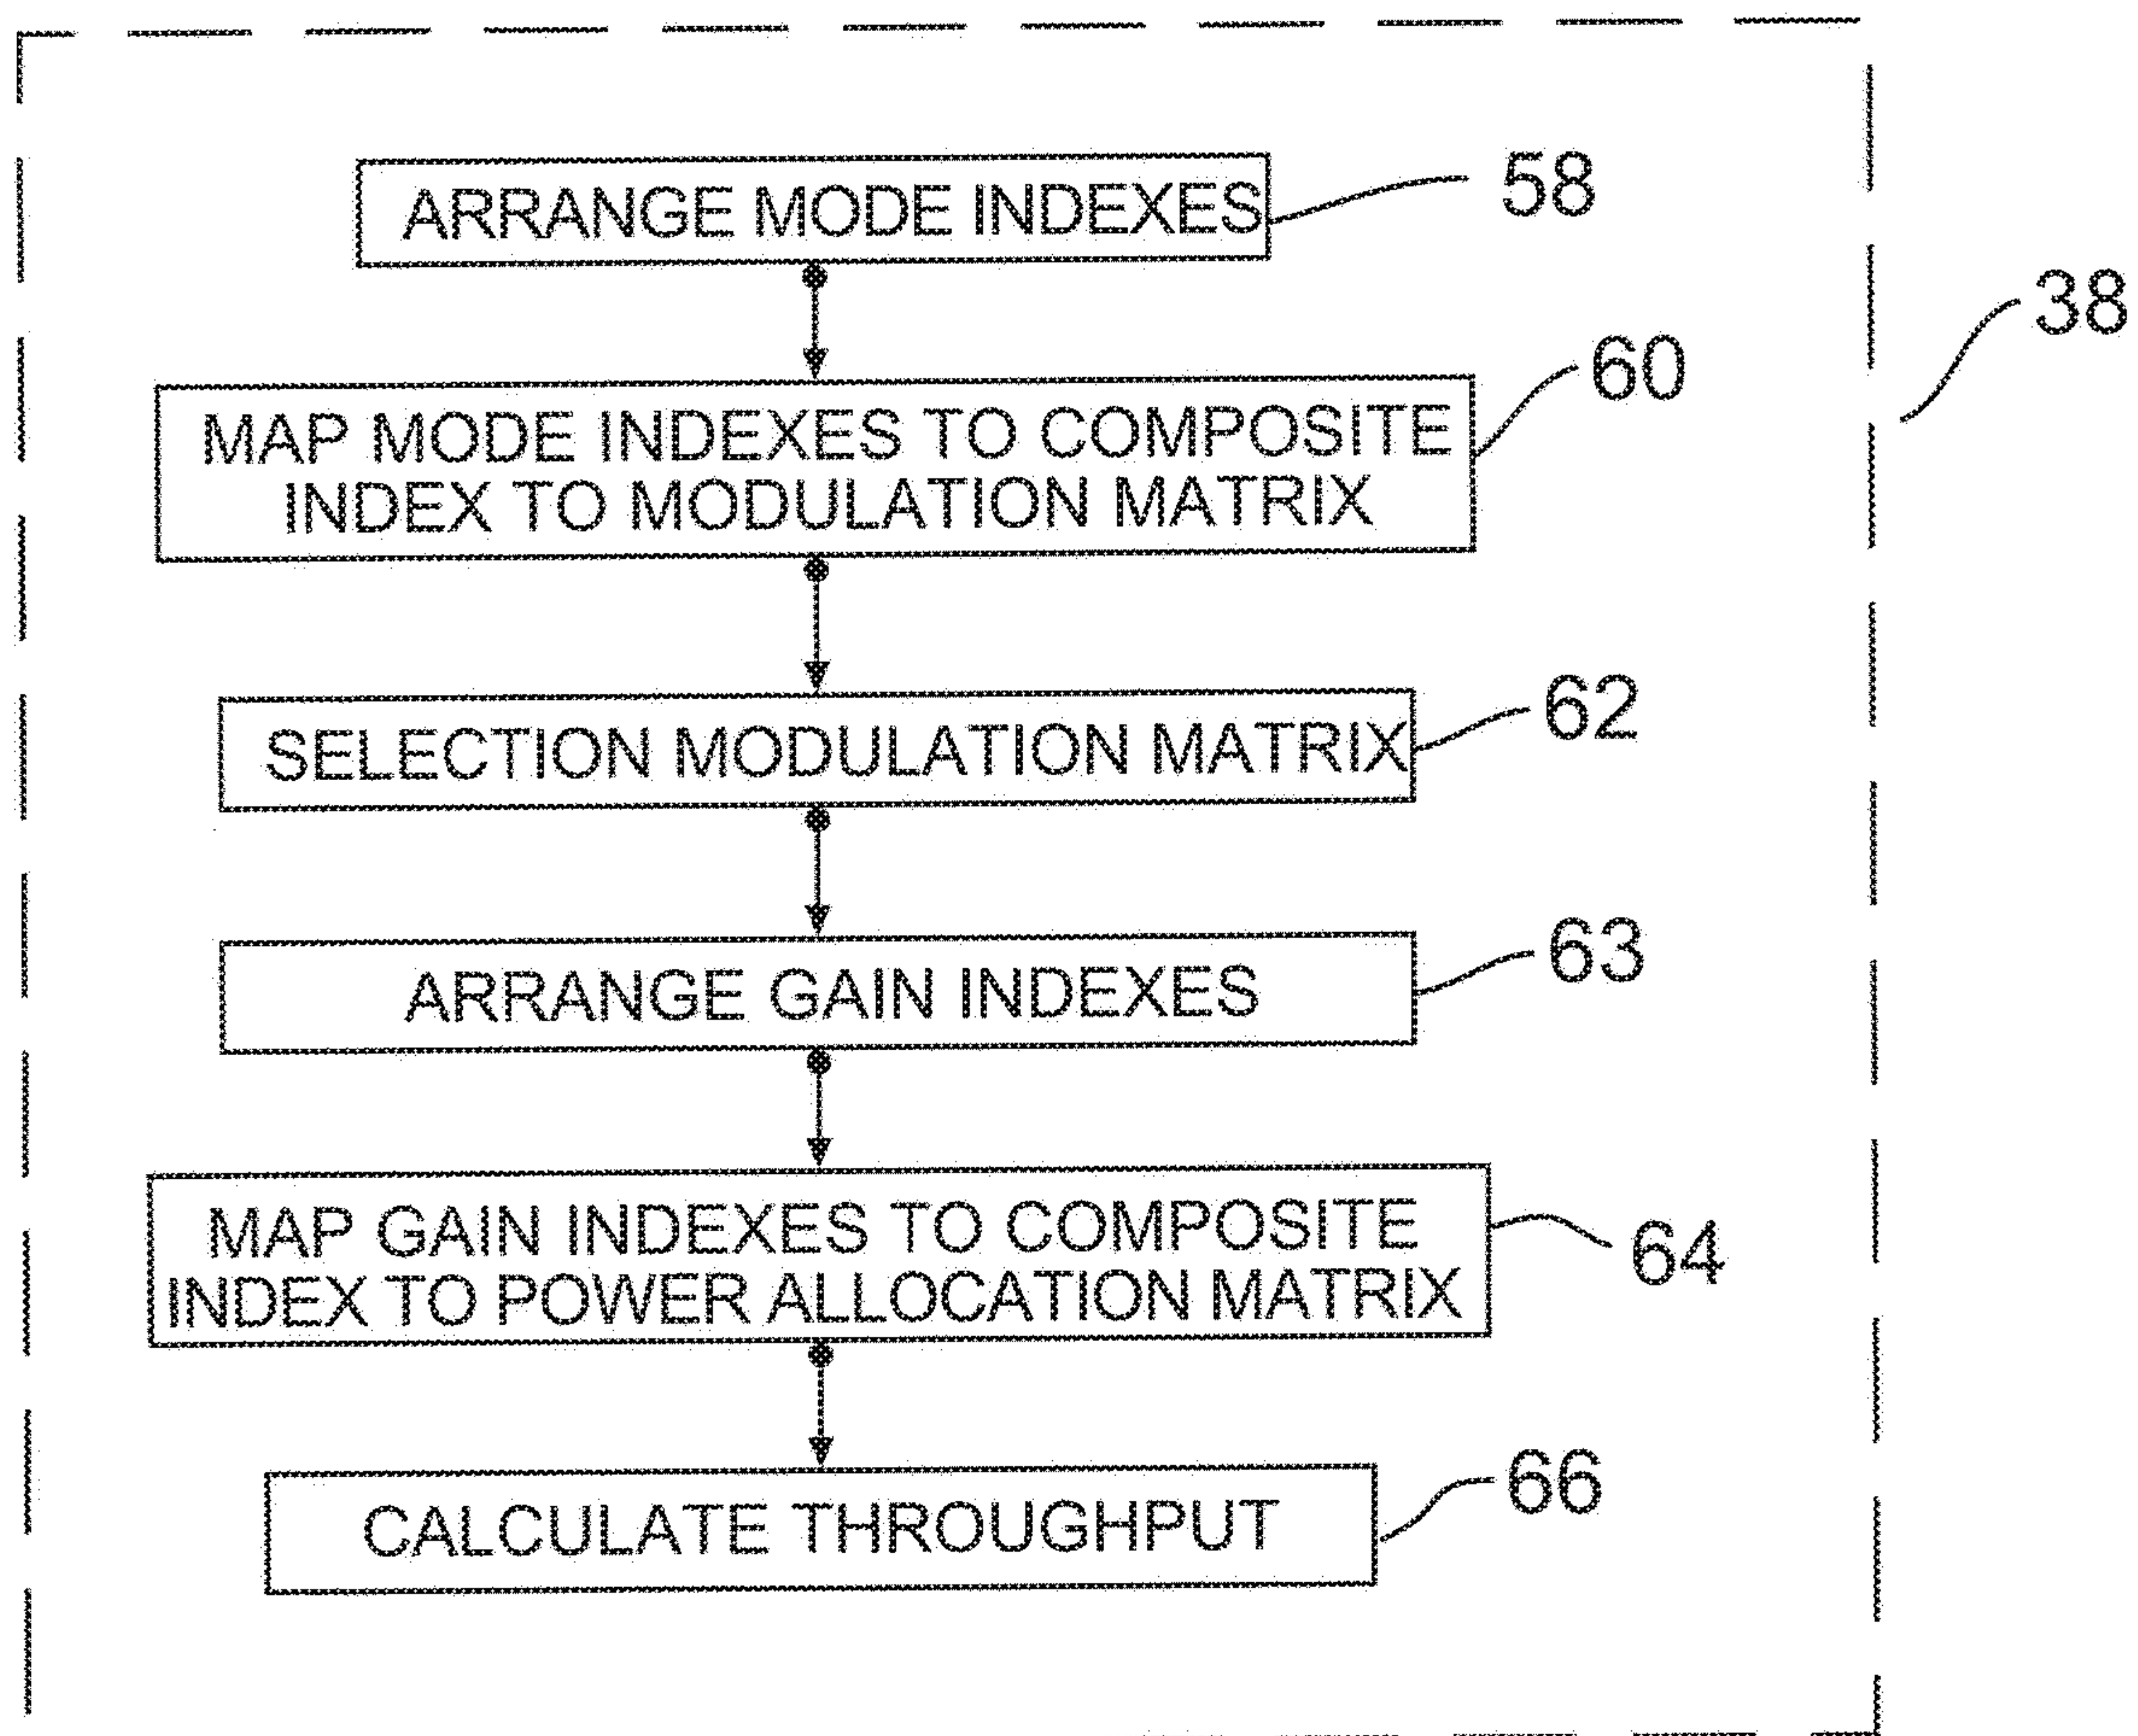 ARRANGE MODE INDEXES
58
38
MAP MODE INDEXES TO COMPOSITE
INDEX TO MODULATION MATRIX
60
SELECTION MODULATION MATRIX
62
ARRANGE GAIN INDEXES
63
MAP GAIN INDEXES TO COMPOSITE
INDEX TO POWER ALLOCATION MATRIX
64
CALCULATE THROUGHPUT
66